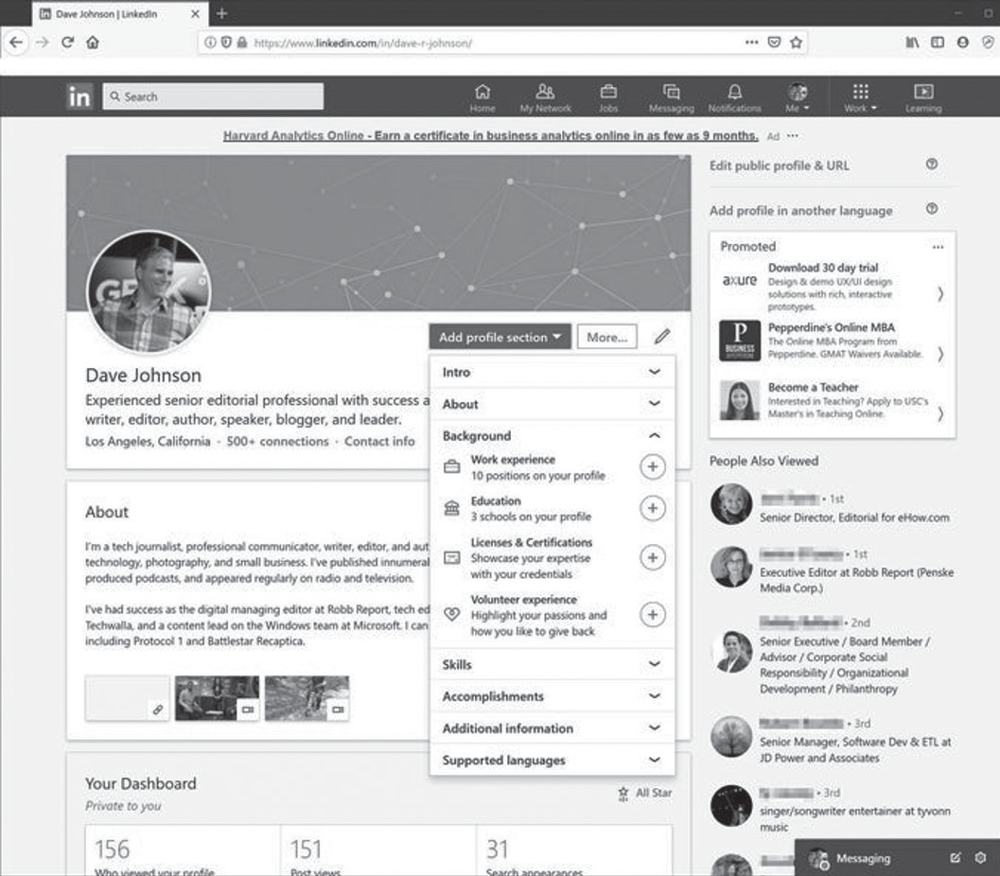 Dave Johnson | LinkedIn
https://www.linkedin.com/in/dave-r-johnson/
in
Search
Home
My Network
Jobs
Messaging
Notifications
Me
Work
Learning
Harvard Analytics Online - Earn a certificate in business analytics online in as few as 9 months. Ad ···
Edit public profile & URL
Add profile in another language
Promoted
axure
Download 30 day trial
Design & demo UX/UI design
solutions with rich, interactive
prototypes.
P
BUSINESS
Pepperdine's Online MBA
The Online MBA Program from
Pepperdine. GMAT Waivers Available.
Become a Teacher
Interested in Teaching? Apply to USC's
Master's in Teaching Online.
Add profile section
More...
Dave Johnson
Experienced senior editorial professional with success a
writer, editor, author, speaker, blogger, and leader.
Los Angeles, California · 500+ connections · Contact info
Intro
About
Background
Work experience
10 positions on your profile
Education
3 schools on your profile
Licenses & Certifications
Showcase your expertise
with your credentials
Volunteer experience
Highlight your passions and
how you like to give back
Skills
Accomplishments
Additional information
Supported languages
About
I'm a tech journalist, professional communicator, writer, editor, and aut
technology, photography, and small business. I've published innumeral
produced podcasts, and appeared regularly on radio and television.
I've had success as the digital managing editor at Robb Report, tech ed
Techwalla, and a content lead on the Windows team at Microsoft. I can
including Protocol 1 and Battlestar Recaptica.
Your Dashboard
Private to you
All Star
156
Who viewed your profile
151
Post views
31
Search appearances
People Also Viewed
• 1st
Senior Director, Editorial for eHow.com
• 1st
Executive Editor at Robb Report (Penske
Media Corp.)
• 2nd
Senior Executive / Board Member /
Advisor / Corporate Social
Responsibility / Organizational
Development / Philanthropy
• 3rd
Senior Manager, Software Dev & ETL at
JD Power and Associates
• 3rd
singer/songwriter entertainer at tyvonn
music
Messaging